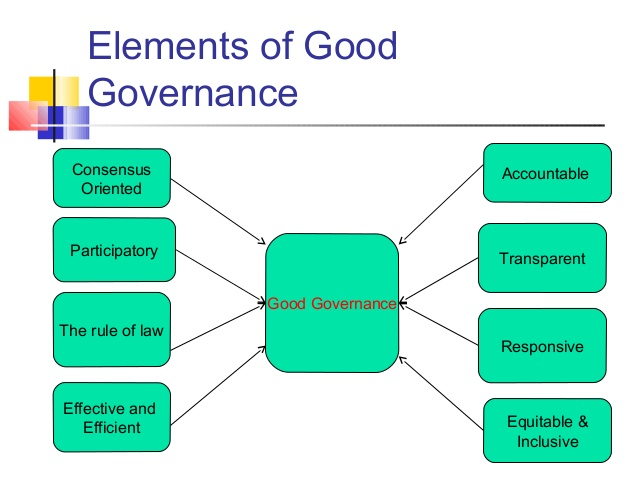 Elements of Good
Governance
Consensus
Oriented
Participatory
The rule of law
Effective and
Efficient
Good Governance
Accountable
Transparent
Responsive
Equitable &
Inclusive